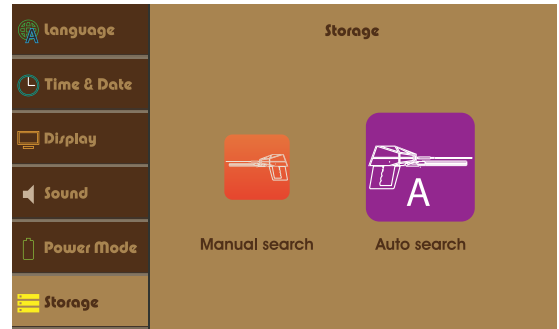 Language
Storage
Time & Date
Display
Sound
Power Mode
Storage
A
Manual search
Auto search